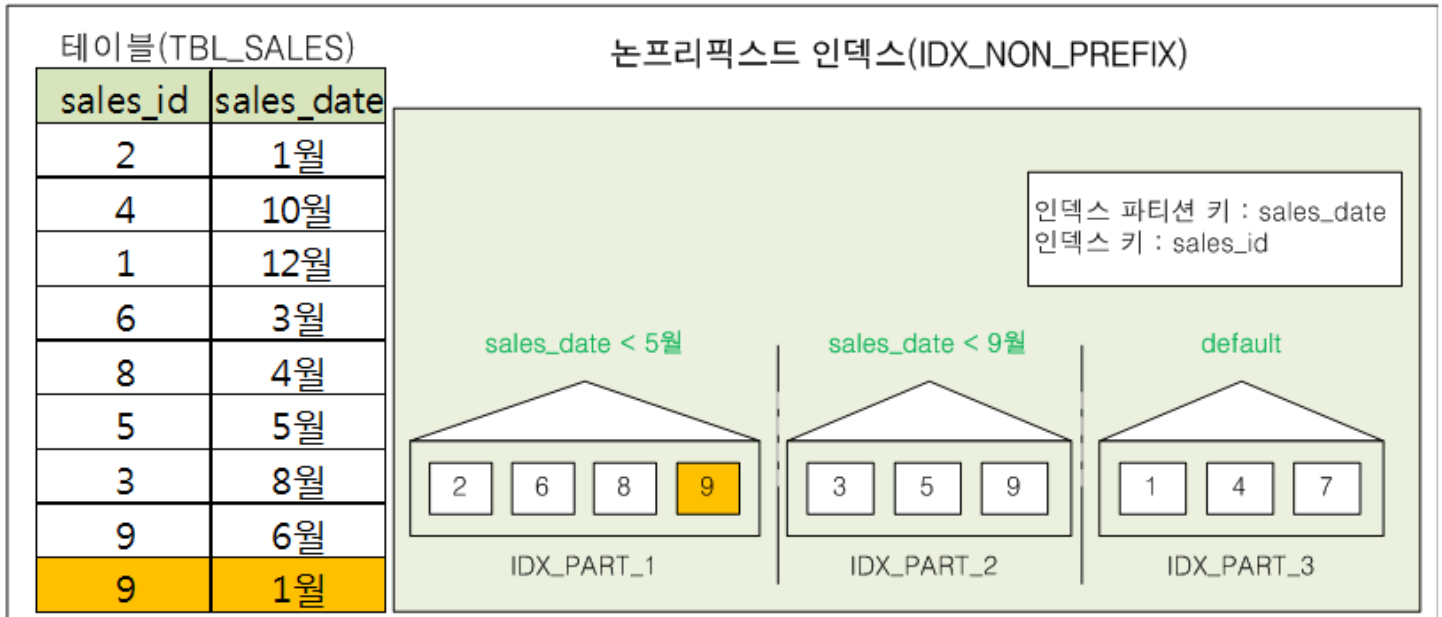 테이블(TBL_SALES)
논프리픽스드 인덱스(IDX_NON_PREFIX)
sales_id sales_date
2 1월
4 10월
1 12월
6 3월
8 4월
5 5월
3 8월
9 6월
9 1월
인덱스 파티션 키 : sales_date
인덱스 키 : sales_id
sales_date < 5월
sales_date < 9월
default
2 6 8 9
3 5 9
1 4 7
IDX_PART_1
IDX_PART_2
IDX_PART_3